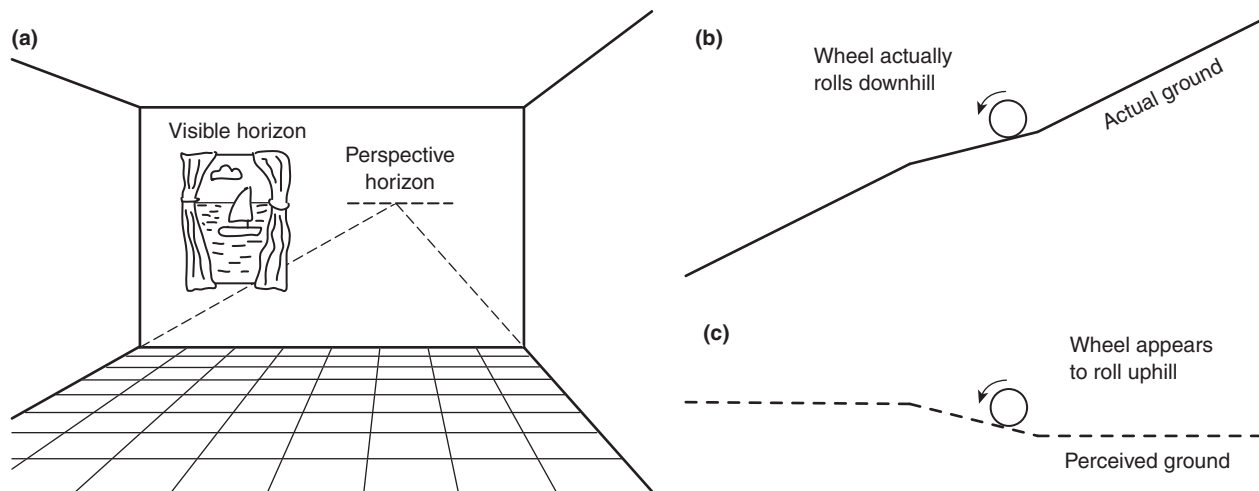 (a)
Visible horizon
Perspective
horizon
(b)
Wheel actually
rolls downhill
Actual ground
(c)
Wheel appears
to roll uphill
Perceived ground